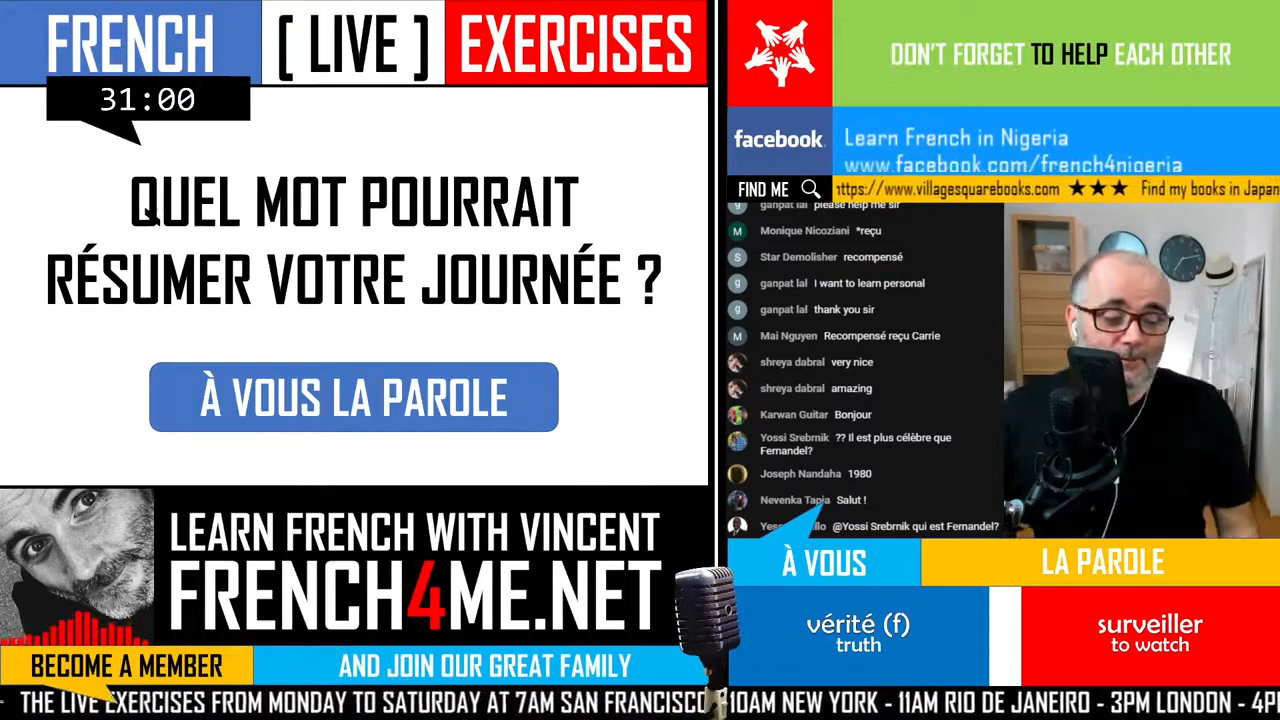 FRENCH [ LIVE ] EXERCISES
31:00
QUEL MOT POURRAIT
RÉSUMER VOTRE JOURNÉE ?
À VOUS LA PAROLE
LEARN FRENCH WITH VINCENT
FRENCH4ME.NET
BECOME A MEMBER
AND JOIN OUR GREAT FAMILY
DON'T FORGET TO HELP EACH OTHER
facebook.
Learn French in Nigeria
www.facebook.com/french4nigeria
FIND ME
https://www.villagesquarebooks.com ★★★ Find my books in Japan
ganpat lal please help me sir
M Monique Nicoziani *reçu
S Star Demolisher recompensé
g ganpat lal I want to learn personal
g ganpat lal thank you sir
M Mai Nguyen Recompensé reçu Carrie
shreya dabral very nice
shreya dabral amazing
Karwan Guitar Bonjour
Yossi Srebrnik ?? Il est plus célèbre que
Fernandel?
Joseph Nandaha 1980
Nevenka Tapia Salut !
@Yossi Srebrnik qui est Fernandel?
À VOUS
LA PAROLE
vérité (f)
truth
surveiller
to watch
THE LIVE EXERCISES FROM MONDAY TO SATURDAY AT 7AM SAN FRANCISCO - 10AM NEW YORK - 11AM RIO DE JANEIRO - 3PM LONDON - 4P